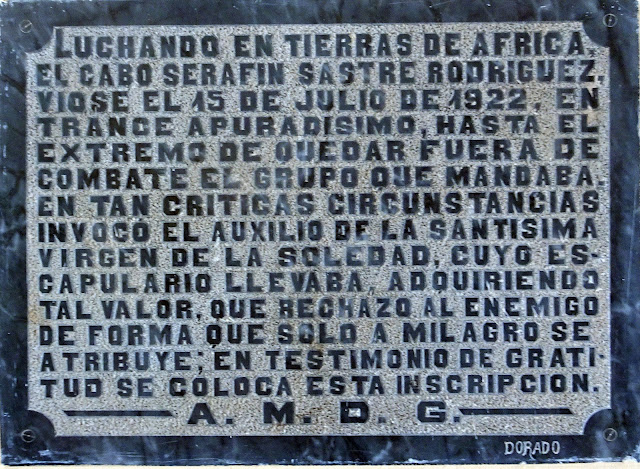 LUCHANDO EN TIERRAS DE AFRICA.
EL CABO SERAFIN SASTRE RODRIGUEZ,
VIOSE EL 15 DE JULIO DE 1922, EN
TRANCE APURADISIMO, HASTA EL
EXTREMO DE QUEDAR FUERA DE
COMBATE EL GRUPO QUE MANDABA.
EN TAN CRITICAS CIRCUNSTANCIAS
INVOCO EL AUXILIO DE LA SANTISIMA
VIRGEN DE LA SOLEDAD, CUYO ES-
CAPULARIO LLEVABA, ADQUIRIENDO
TAL VALOR, QUE RECHAZO AL ENEMIGO
DE FORMA QUE SOLO A MILAGRO SE
ATRIBUYE; EN TESTIMONIO DE GRATI-
TUD SE COLOCA ESTA INSCRIPCION.
A. M. D. G.
DORADO